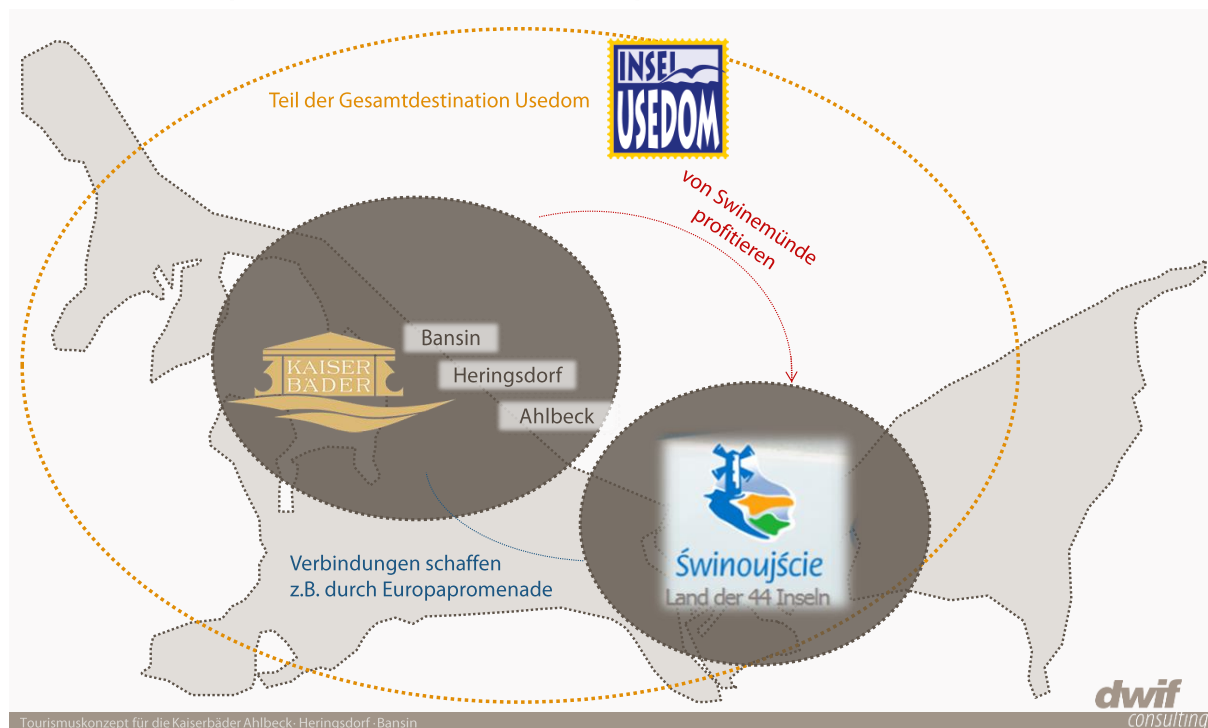 Teil der Gesamtdestination Usedom
INSEL
USEDOM
von Swinemünde
profitieren
Bansin
Heringsdorf
Ahlbeck
KAISER
BÄDER
Świnoujście
Land der 44 Inseln
Verbindungen schaffen
z.B. durch Europapromenade
dwif
consulting
Tourismuskonzept für die Kaiserbäder Ahlbeck- Heringsdorf -Bansin